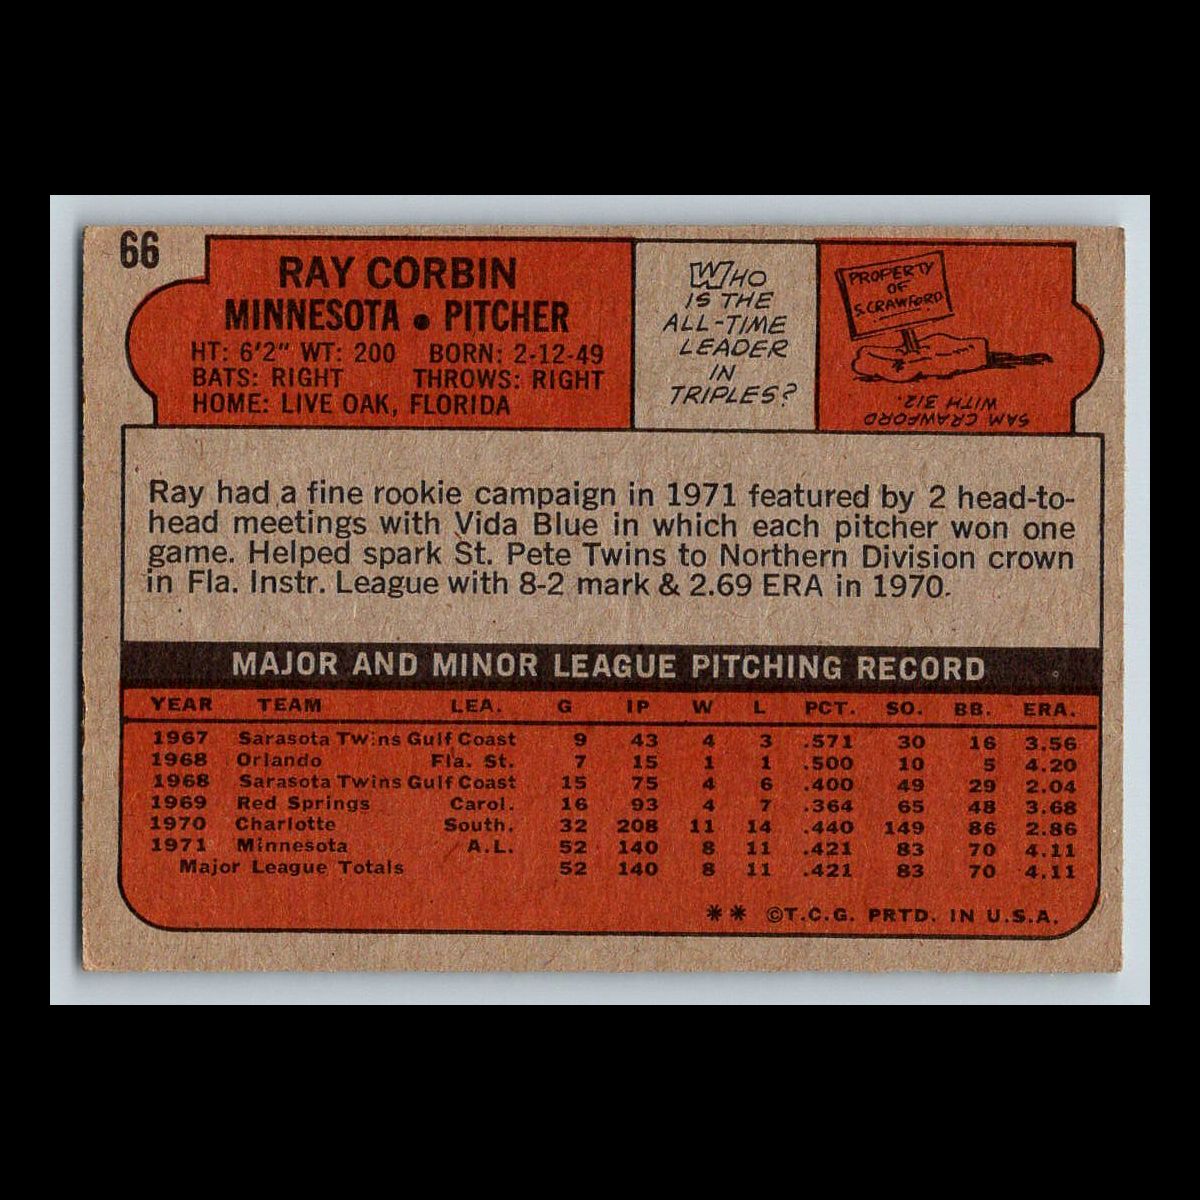 66
RAY CORBIN
MINNESOTA • PITCHER
HT: 6'2" WT: 200 BORN: 2-12-49
BATS: RIGHT THROWS: RIGHT
HOME: LIVE OAK, FLORIDA
WHO
IS THE
ALL-TIME
LEADER
IN
TRIPLES?
PROPERTY
OF
S. CRAWFORD
SAM CRAWFORD
WITH 312.
Ray had a fine rookie campaign in 1971 featured by 2 head-to-
head meetings with Vida Blue in which each pitcher won one
game. Helped spark St. Pete Twins to Northern Division crown
in Fla. Instr. League with 8-2 mark & 2.69 ERA in 1970.
MAJOR AND MINOR LEAGUE PITCHING RECORD
YEAR TEAM LEA. G IP W L PCT. SO. BB. ERA.
1967 Sarasota Twins Gulf Coast 9 43 4 3 .571 30 16 3.56
1968 Orlando Fla. St. 7 15 1 1 .500 10 5 4.20
1968 Sarasota Twins Gulf Coast 15 75 4 6 .400 49 29 2.04
1969 Red Springs Carol. 16 93 4 7 .364 65 48 3.68
1970 Charlotte South. 32 208 11 14 .440 149 86 2.86
1971 Minnesota A.L. 52 140 8 11 .421 83 70 4.11
Major League Totals 52 140 8 11 .421 83 70 4.11
** ©T.C.G. PRTD. IN U.S.A.